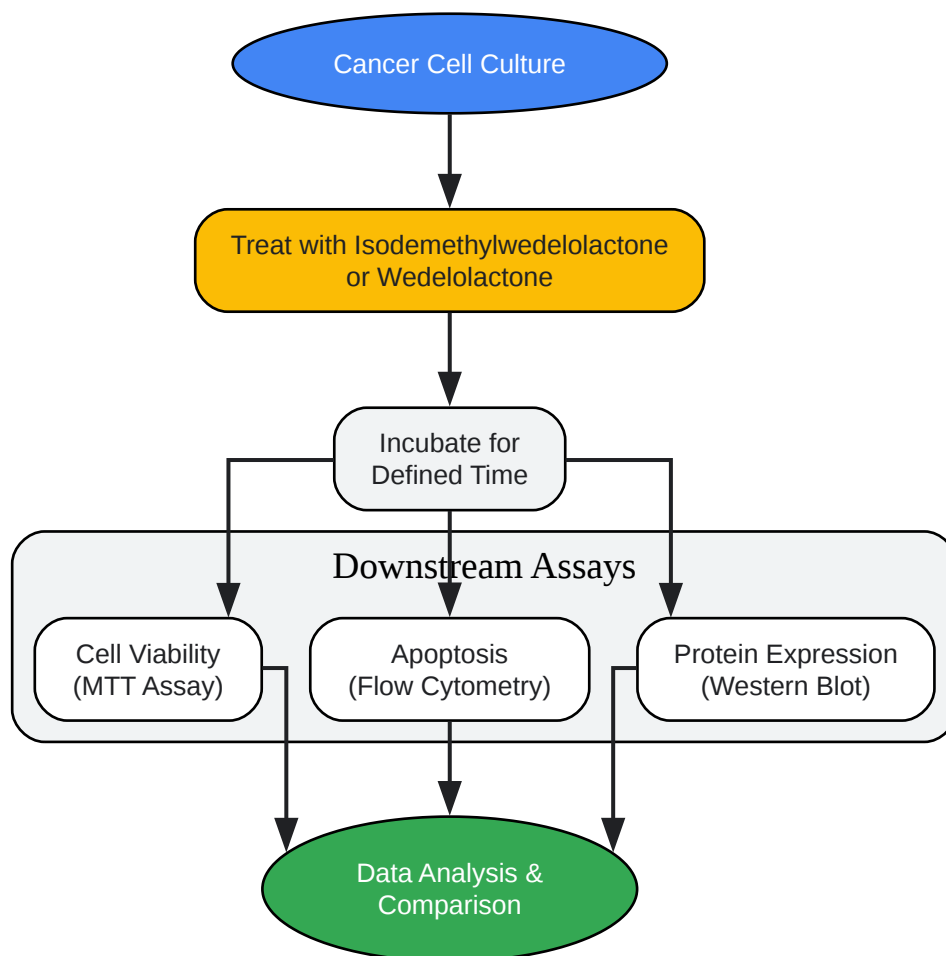 Cancer Cell Culture
Treat with Isodemethylwedelolactone
or Wedelolactone
Incubate for
Defined Time
Downstream Assays
Cell Viability
(MTT Assay)
Apoptosis
(Flow Cytometry)
Protein Expression
(Western Blot)
Data Analysis &
Comparison